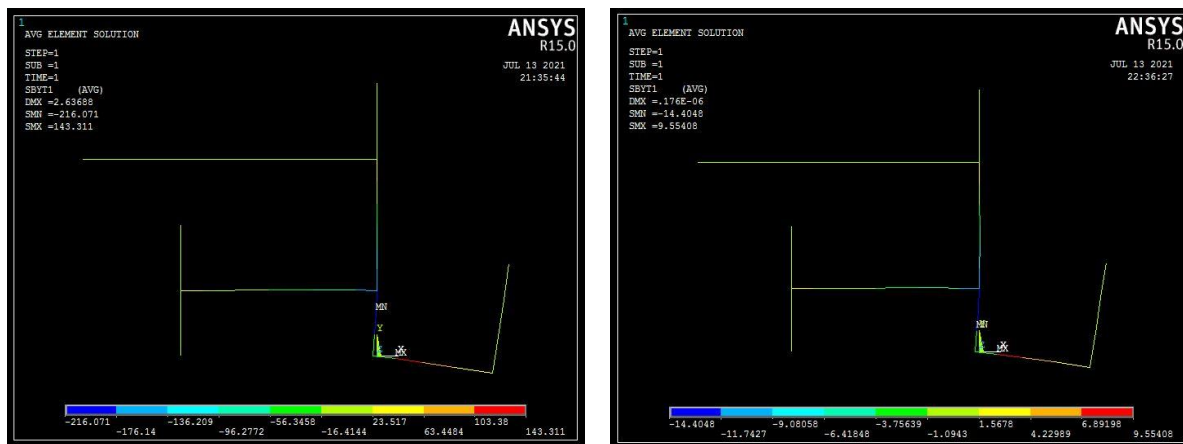 1
AVG ELEMENT SOLUTION
STEP=1
SUB =1
TIME=1
SBYT1 (AVG)
DMX =2.63688
SMN =-216.071
SMX =143.311
ANSYS
R15.0
JUL 13 2021
21:35:44
MN
Y
X
MX
-216.071 -136.209 -56.3458 23.517 103.38
-176.14 -96.2772 -16.4144 63.4484 143.311
1
AVG ELEMENT SOLUTION
STEP=1
SUB =1
TIME=1
SBYT1 (AVG)
DMX =.176E-06
SMN =-14.4048
SMX =9.55408
ANSYS
R15.0
JUL 13 2021
22:36:27
X
MX
-14.4048 -9.08058 -3.75639 1.5678 6.89198
-11.7427 -6.41848 -1.0943 4.22989 9.55408